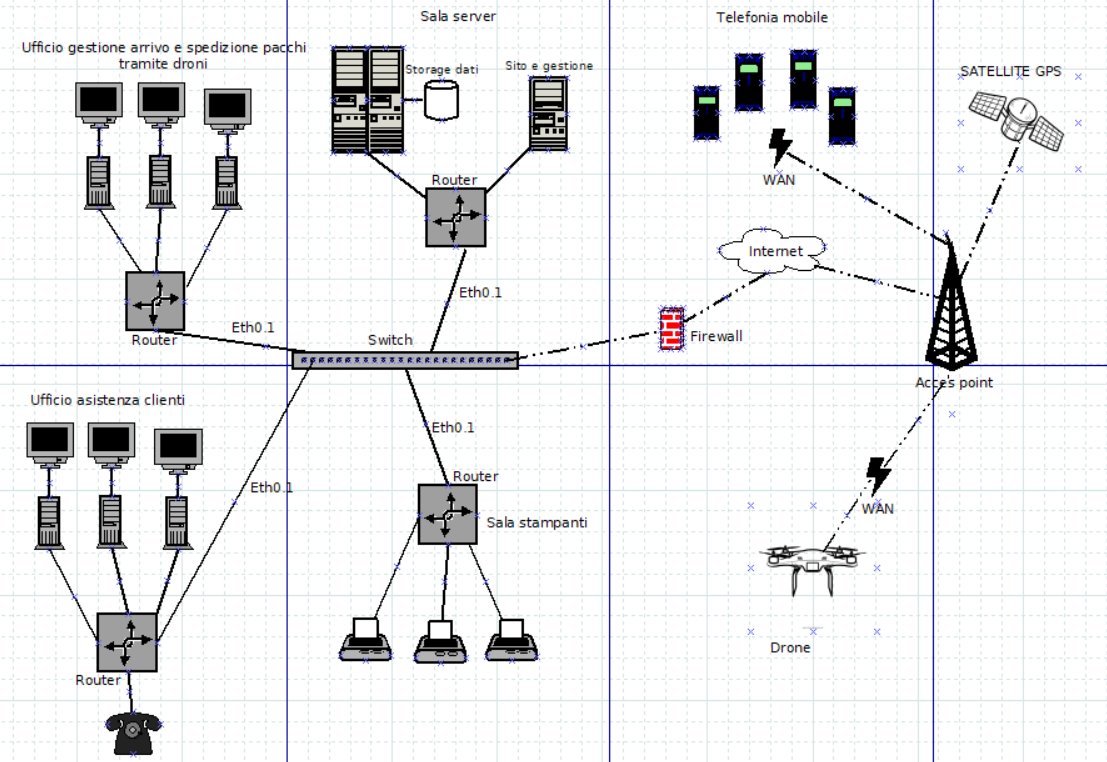 Sala server
Telefonia mobile
Ufficio gestione arrivo e spedizione pacchi
tramite droni
Storage dati
Sito e gestione
SATELLITE GPS
Router
WAN
Internet
Eth0.1
Eth0.1
Router
Switch
Firewall
Acces point
Ufficio asistenza clienti
Eth0.1
Router
Eth0.1
Sala stampanti
WAN
Drone
Router